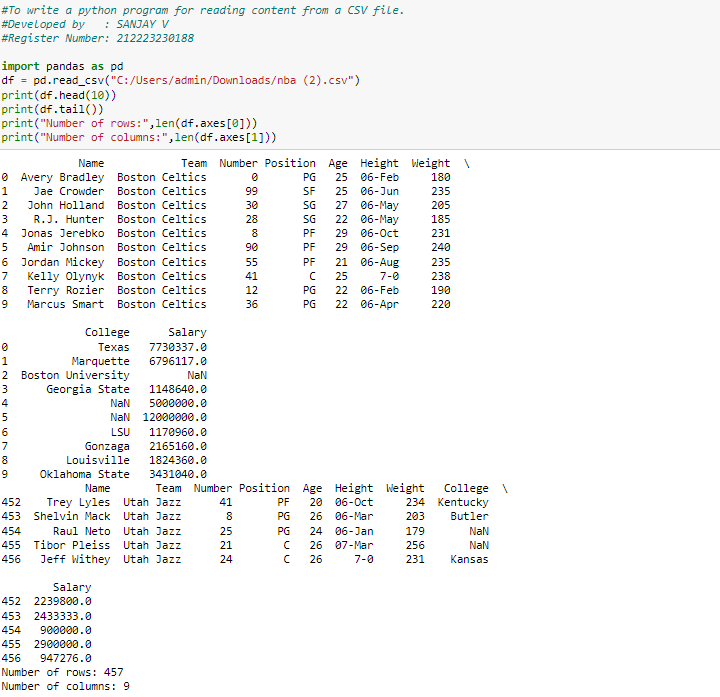 #To write a python program for reading content from a CSV file.
#Developed by   : SANJAY V
#Register Number: 212223230188
import pandas as pd
df = pd.read_csv("C:/Users/admin/Downloads/nba (2).csv")
print(df.head(10))
print(df.tail())
print("Number of rows:",len(df.axes[0]))
print("Number of columns:",len(df.axes[1]))
            Name            Team  Number Position  Age  Height  Weight  \
0  Avery Bradley  Boston Celtics       0       PG   25  06-Feb     180
1    Jae Crowder  Boston Celtics      99       SF   25  06-Jun     235
2   John Holland  Boston Celtics      30       SG   27  06-May     205
3    R.J. Hunter  Boston Celtics      28       SG   22  06-May     185
4  Jonas Jerebko  Boston Celtics       8       PF   29  06-Oct     231
5   Amir Johnson  Boston Celtics      90       PF   29  06-Sep     240
6  Jordan Mickey  Boston Celtics      55       PF   21  06-Aug     235
7   Kelly Olynyk  Boston Celtics      41        C   25     7-0     238
8   Terry Rozier  Boston Celtics      12       PG   22  06-Feb     190
9   Marcus Smart  Boston Celtics      36       PG   22  06-Apr     220
             College      Salary
0              Texas   7730337.0
1          Marquette   6796117.0
2  Boston University         NaN
3      Georgia State   1148640.0
4                NaN   5000000.0
5                NaN  12000000.0
6                LSU   1170960.0
7            Gonzaga   2165160.0
8         Louisville   1824360.0
9     Oklahoma State   3431040.0
             Name       Team  Number Position  Age  Height  Weight   College  \
452    Trey Lyles  Utah Jazz      41       PF   20  06-Oct     234  Kentucky
453  Shelvin Mack  Utah Jazz       8       PG   26  06-Mar     203    Butler
454     Raul Neto  Utah Jazz      25       PG   24  06-Jan     179       NaN
455  Tibor Pleiss  Utah Jazz      21        C   26  07-Mar     256       NaN
456   Jeff Withey  Utah Jazz      24        C   26     7-0     231    Kansas
        Salary
452  2239800.0
453  2433333.0
454   900000.0
455  2900000.0
456   947276.0
Number of rows: 457
Number of columns: 9